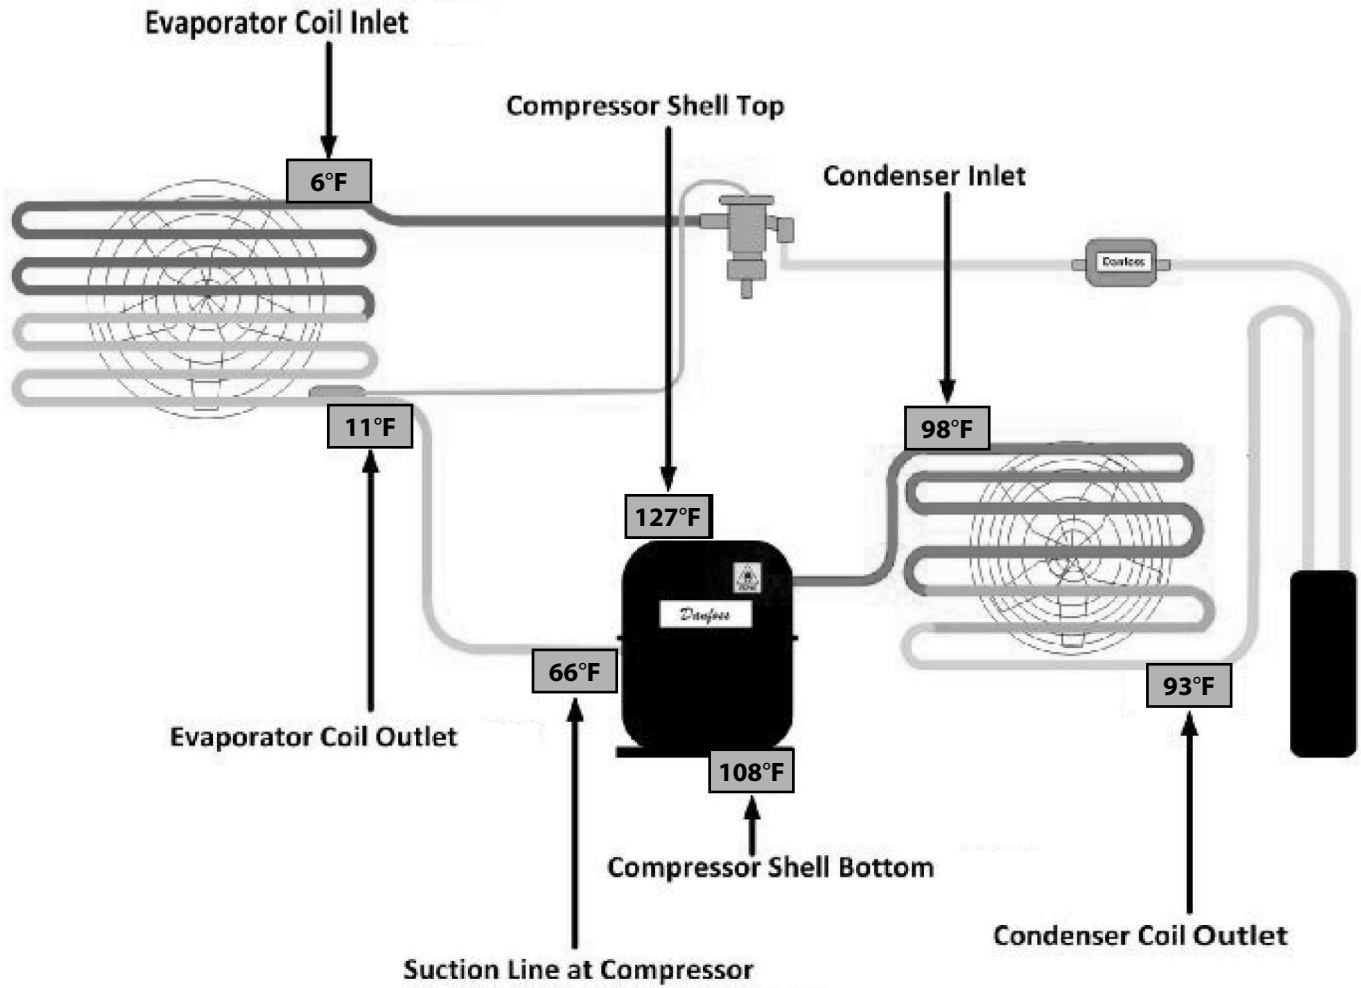 Evaporator Coil Inlet
Compressor Shell Top
6°F
Condenser Inlet
Danfoss
11°F
98°F
127°F
Danfoss
66°F
93°F
Evaporator Coil Outlet
108°F
Compressor Shell Bottom
Condenser Coil Outlet
Suction Line at Compressor